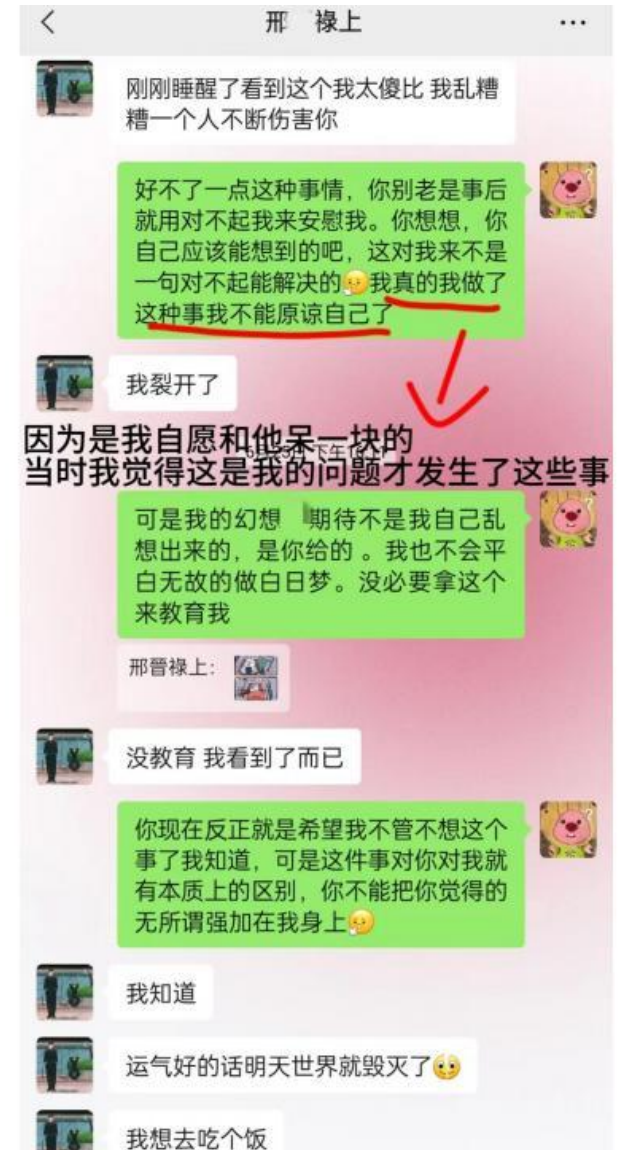 邢 祿上
刚刚睡醒了看到这个我太傻比 我乱糟
糟一个人不断伤害你
好不了一点这种事情，你别老是事后
就用对不起我来安慰我。你想想，你
自己应该能想到的吧，这对我来不是
一句对不起能解决的 我真的我做了
这种事我不能原谅自己了
我裂开了
因为是我自愿和他呆一块的
当时我觉得这是我的问题才发生了这些事
可是我的幻想 期待不是我自己乱
想出来的，是你给的 。我也不会平
白无故的做白日梦。没必要拿这个
来教育我
邢晉祿上：
没教育 我看到了而已
你现在反正就是希望我不管不想这个
事了我知道，可是这件事对你对我就
有本质上的区别，你不能把你觉得的
无所谓强加在我身上
我知道
运气好的话明天世界就毁灭了
我想去吃个饭